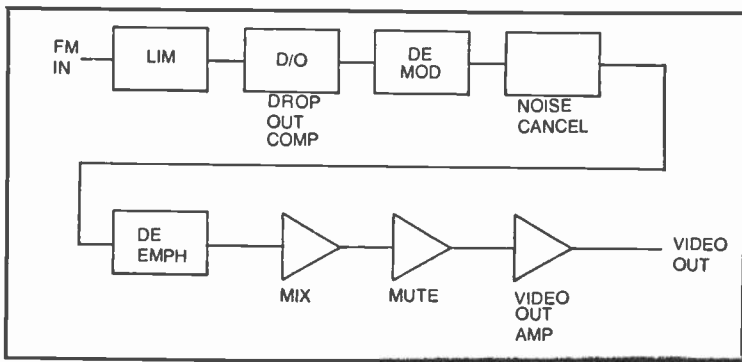 FM
IN
LIM
D/O
DE
MOD
DROP
OUT
COMP
NOISE
CANCEL
DE
EMPH
MIX
MUTE
VIDEO
OUT
AMP
VIDEO
OUT